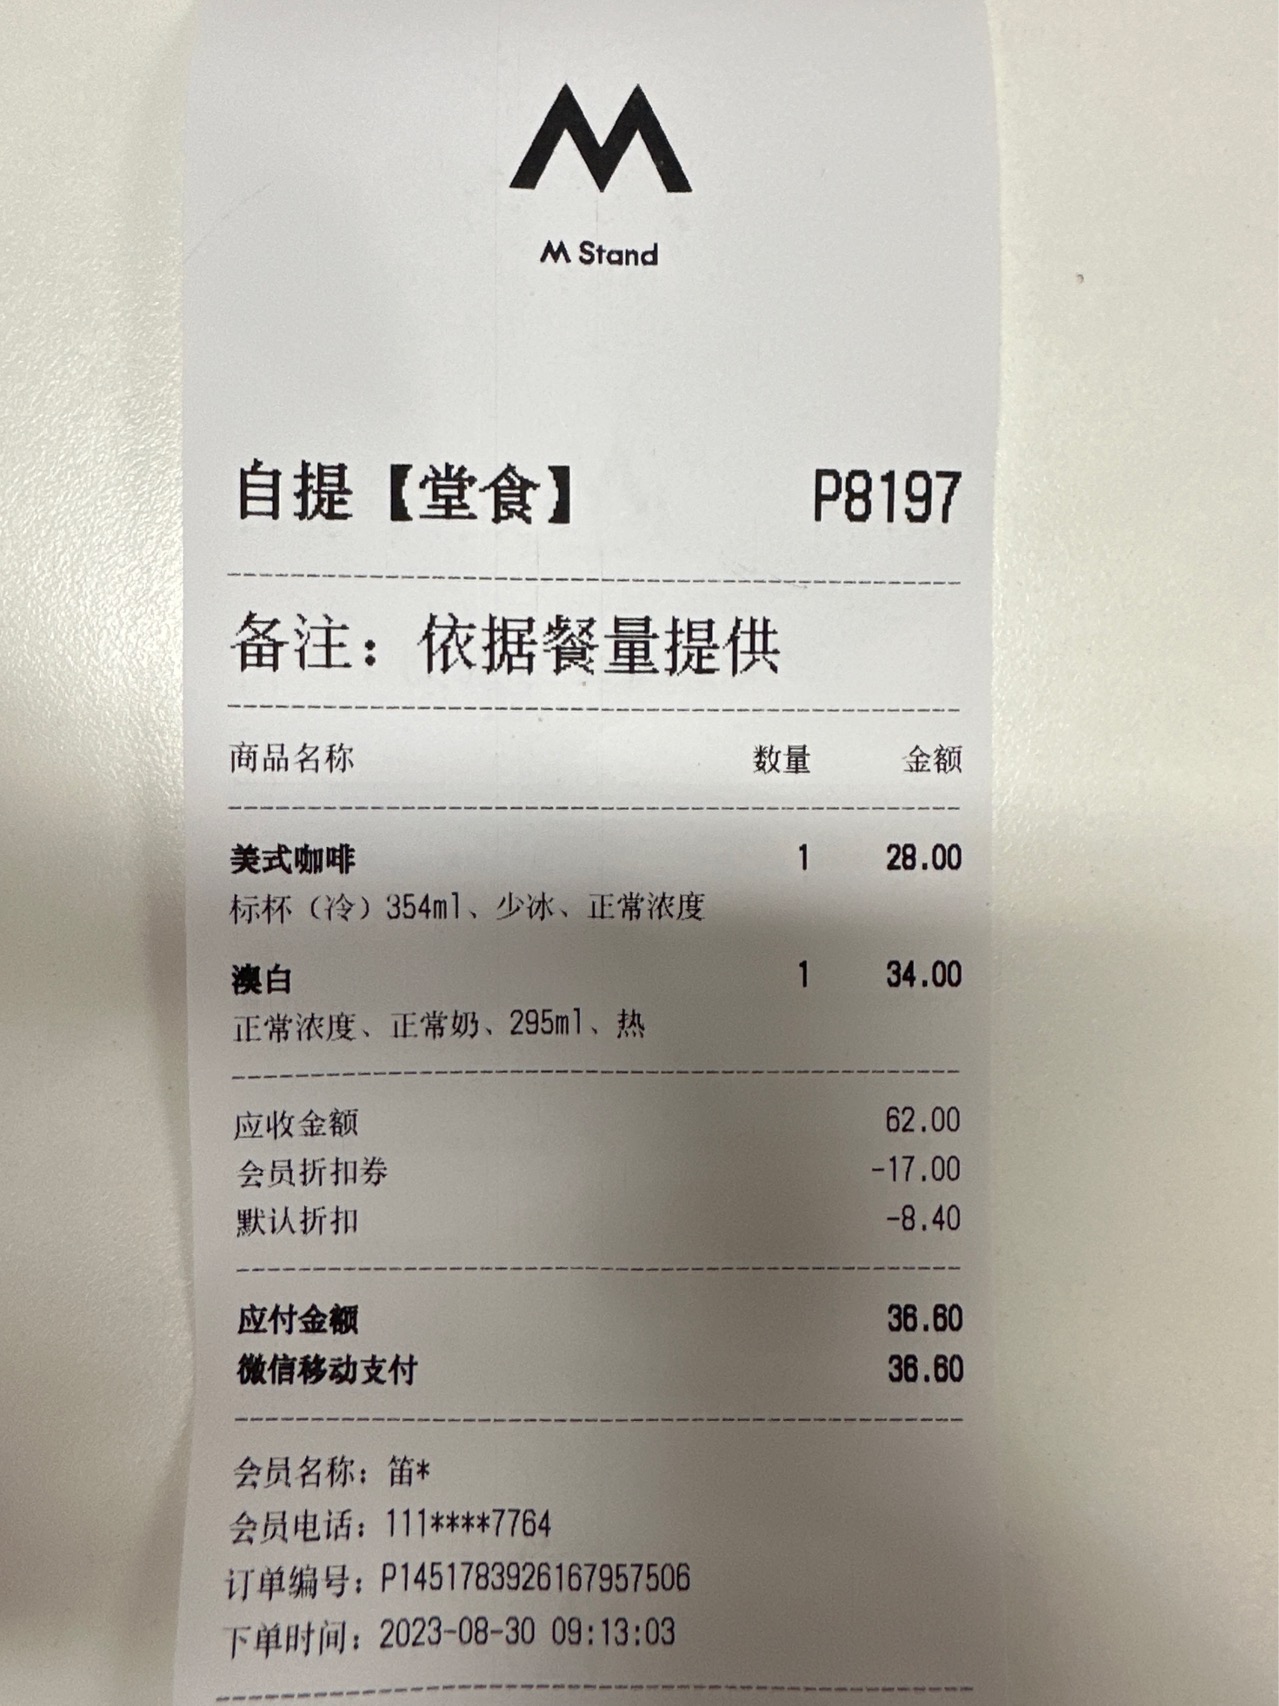 M Stand
自提【堂食】 P8197
备注：依据餐量提供
商品名称 数量 金额
美式咖啡 1 28.00
标杯（冷）354ml、少冰、正常浓度
澳白 1 34.00
正常浓度、正常奶、295ml、热
应收金额 62.00
会员折扣券 -17.00
默认折扣 -8.40
应付金额 36.60
微信移动支付 36.60
会员名称：笛*
会员电话：111****7764
订单编号：P1451783926167957506
下单时间：2023-08-30 09:13:03